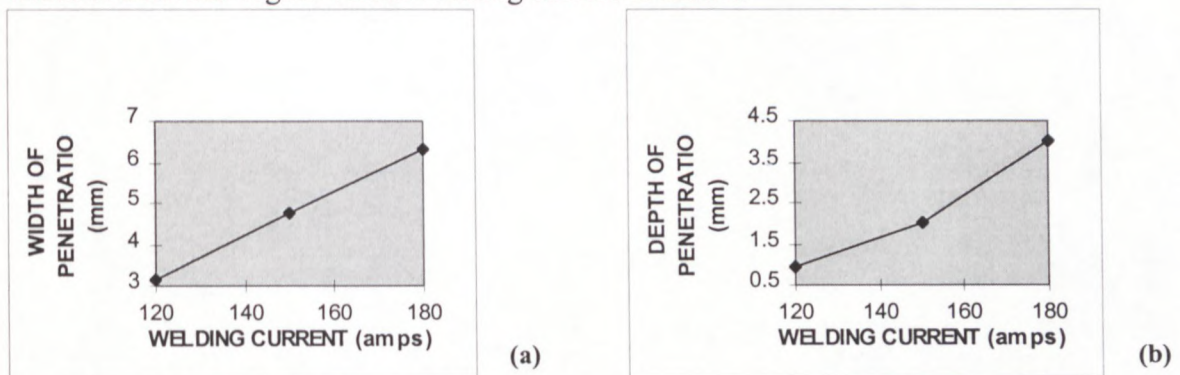 7
6
5
4
3
WIDTH OF
PENETRATIO
(mm)
120 140 160 180
WELDING CURRENT (amps)
(a)
4.5
3.5
2.5
1.5
0.5
DEPTH OF
PENETRATIO
(mm)
120 140 160 180
WELDING CURRENT (amps)
(b)